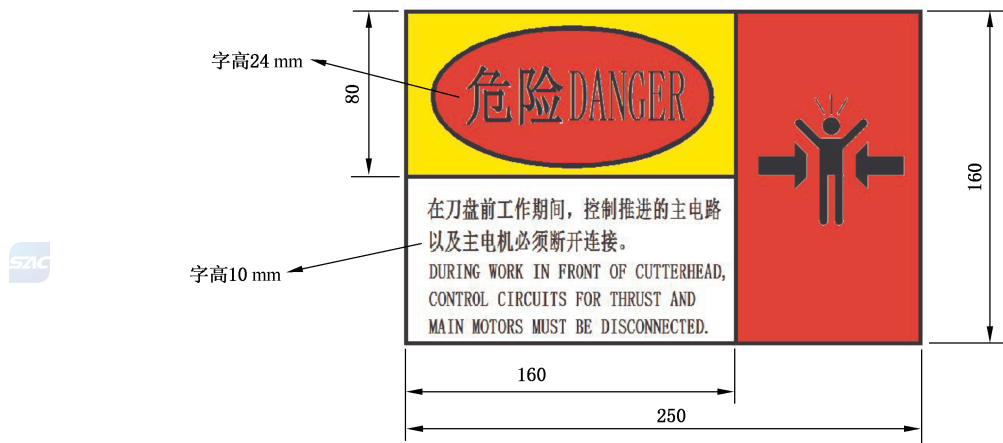 字高24 mm
80
危险DANGER
160
在刀盘前工作期间，控制推进的主电路
以及主电机必须断开连接。
字高10 mm
DURING WORK IN FRONT OF CUTTERHEAD,
CONTROL CIRCUITS FOR THRUST AND
MAIN MOTORS MUST BE DISCONNECTED.
160
250
SAC